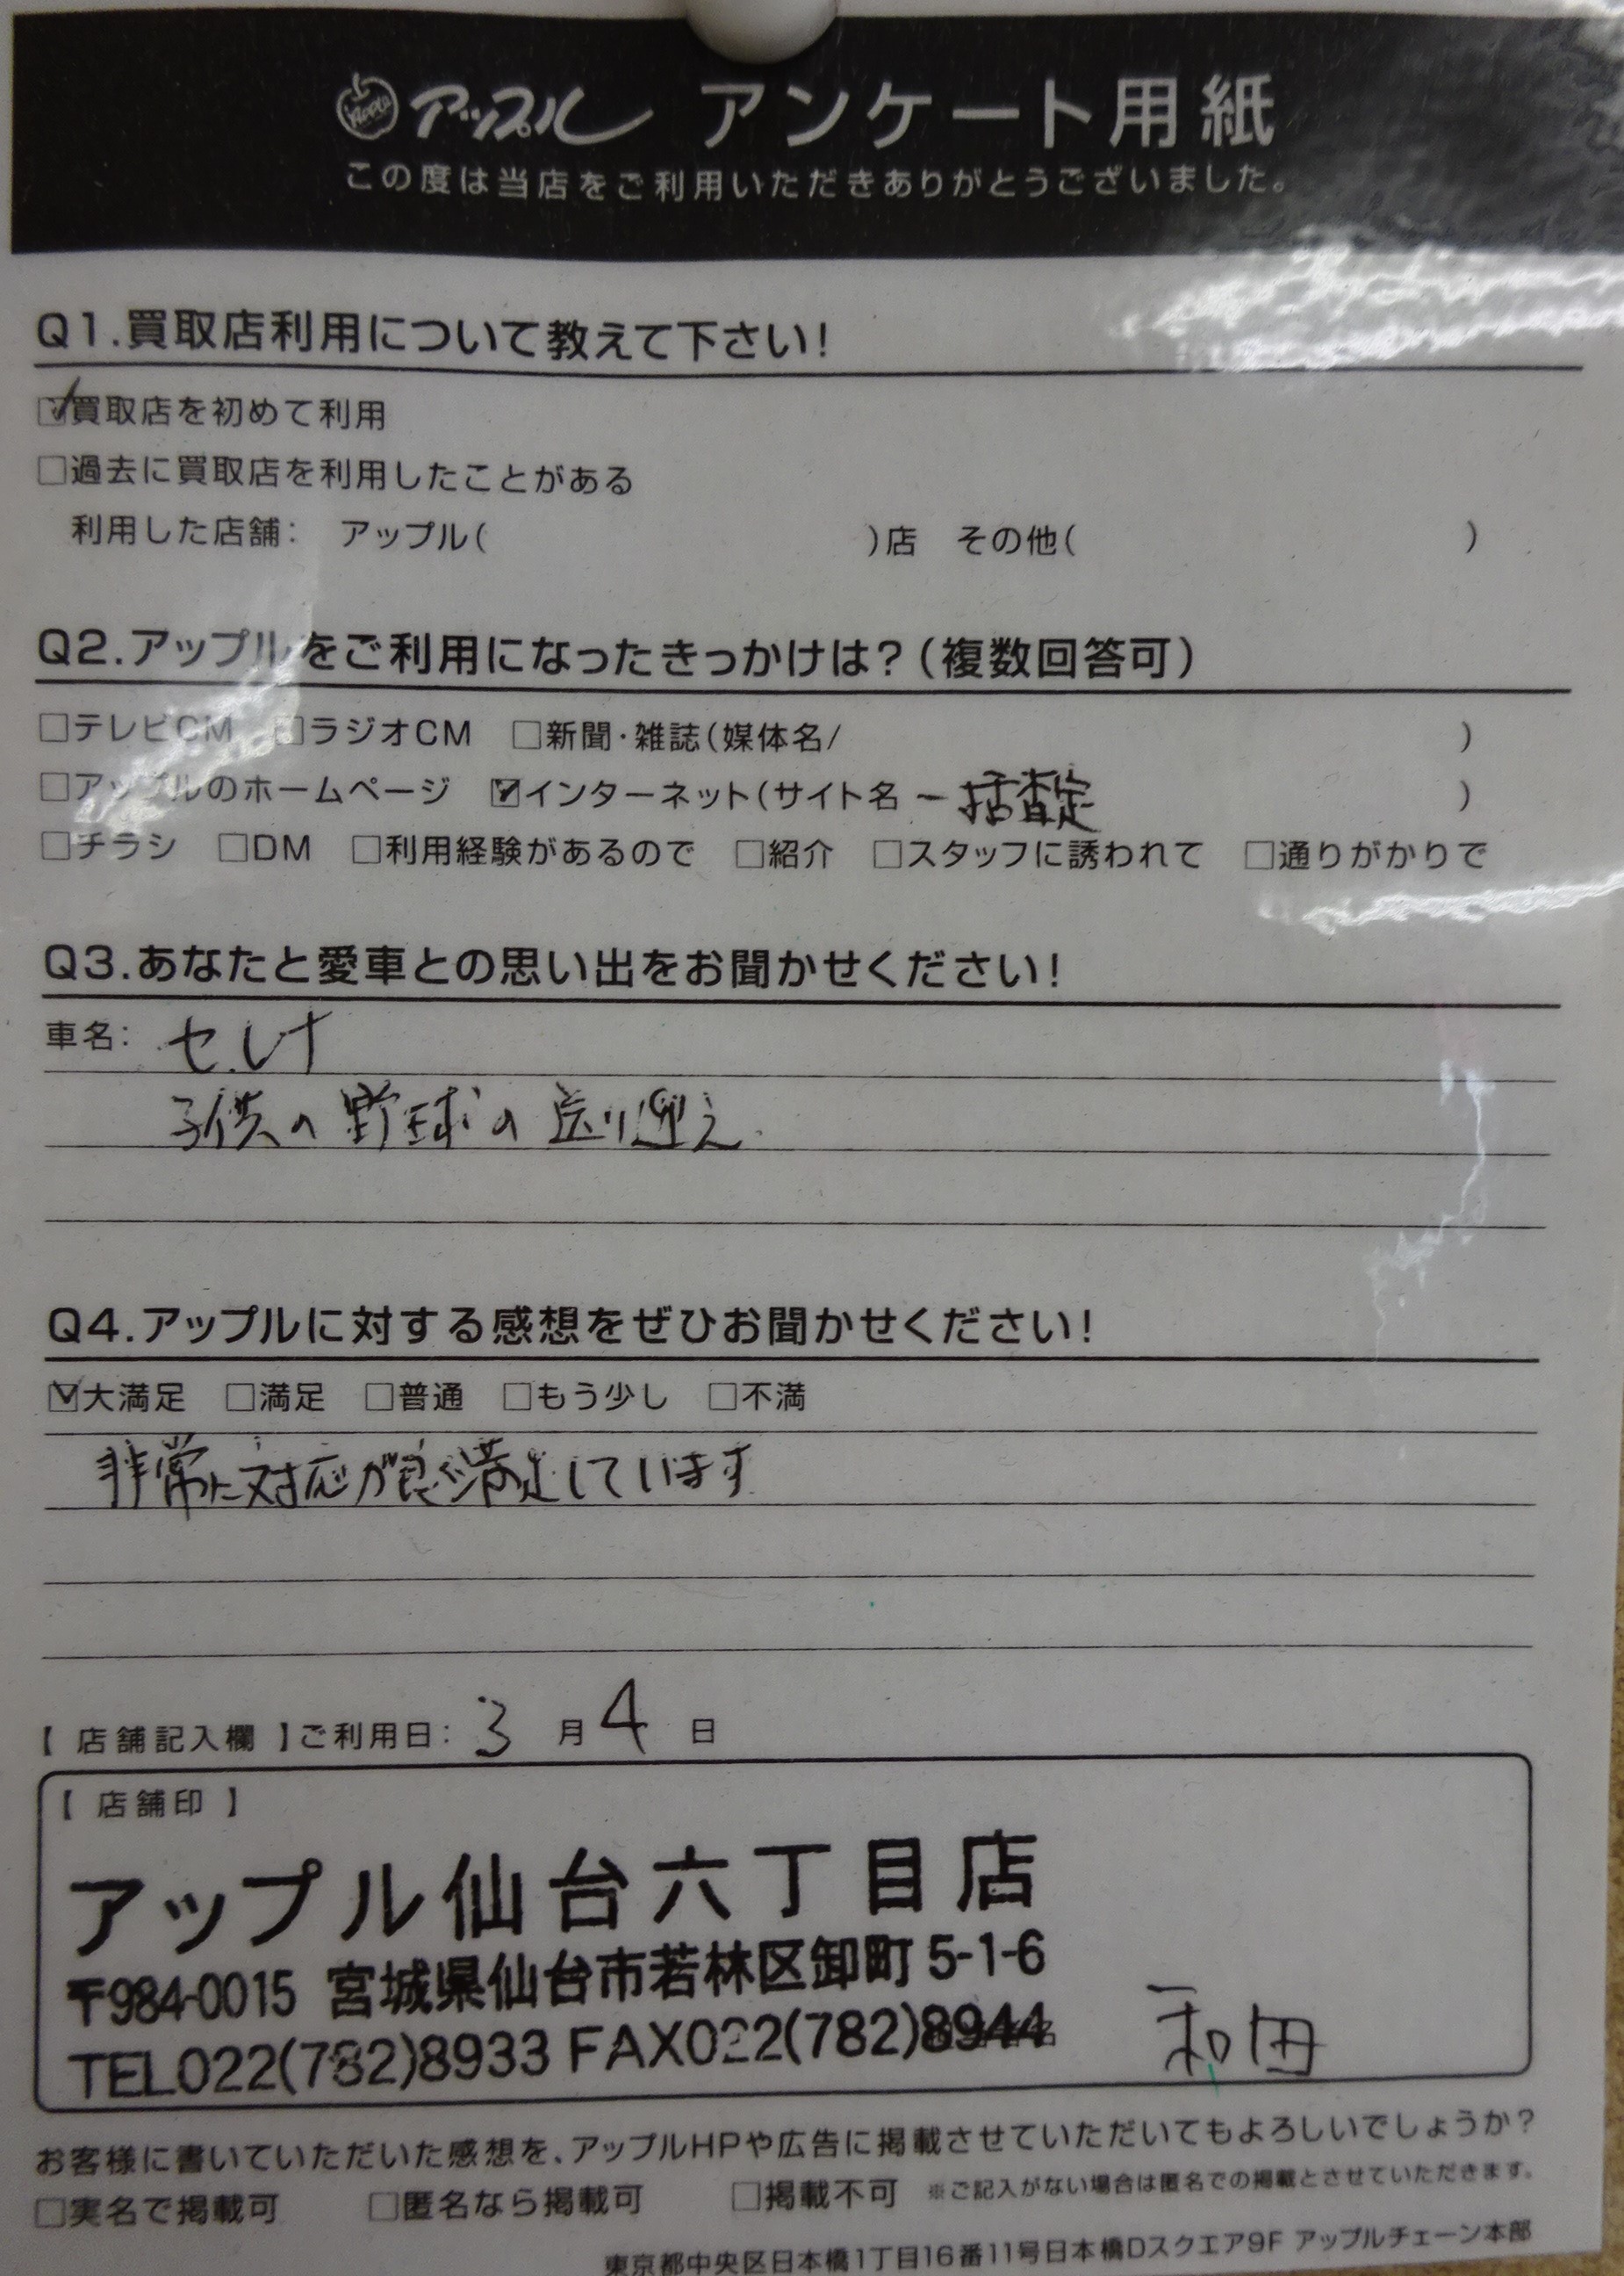 アップル アンケート用紙
この度は当店をご利用いただきありがとうございました。
Q1.買取店利用について教えて下さい!
☑買取店を初めて利用
□過去に買取店を利用したことがある
利用した店舗: アップル( )店 その他( )
Q2.アップルをご利用になったきっかけは?(複数回答可)
□テレビCM □ラジオCM □新聞・雑誌(媒体名/ )
□アップルのホームページ ☑インターネット(サイト名 一括査定 )
□チラシ □DM □利用経験があるので □紹介 □スタッフに誘われて □通りがかりで
Q3.あなたと愛車との思い出をお聞かせください!
車名: セレナ
子供の野球の送り迎え
Q4.アップルに対する感想をぜひお聞かせください!
☑大満足 □満足 □普通 □もう少し □不満
非常に対応が良く満足しています
【店舗記入欄】ご利用日: 3月4日
【店舗印】
アップル仙台六丁目店
〒984-0015 宮城県仙台市若林区卸町5-1-6
TEL022(782)8933 FAX022(782)8944 和田
お客様に書いていただいた感想を、アップルHPや広告に掲載させていただいてもよろしいでしょうか?
□実名で掲載可 □匿名なら掲載可 □掲載不可 ※ご記入がない場合は匿名での掲載とさせていただきます。
東京都中央区日本橋1丁目16番11号日本橋Dスクエア9F アップルチェーン本部